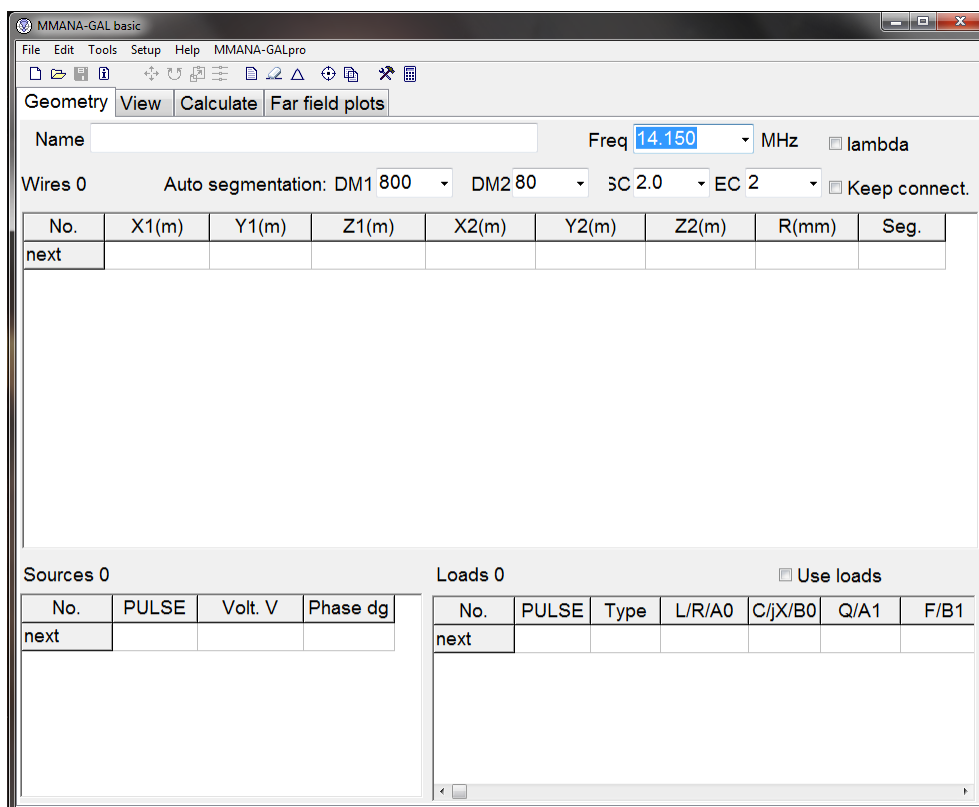 MMANA-GAL basic
File Edit Tools Setup Help MMANA-GALpro
Geometry View Calculate Far field plots
Name Freq 14.150 MHz lambda
Wires 0 Auto segmentation: DM1 800 DM2 80 SC 2.0 EC 2 Keep connect.
No. X1(m) Y1(m) Z1(m) X2(m) Y2(m) Z2(m) R(mm) Seg.
next
Sources 0 Loads 0 Use loads
No. PULSE Volt. V Phase dg
next
No. PULSE Type L/R/A0 C/jX/B0 Q/A1 F/B1
next